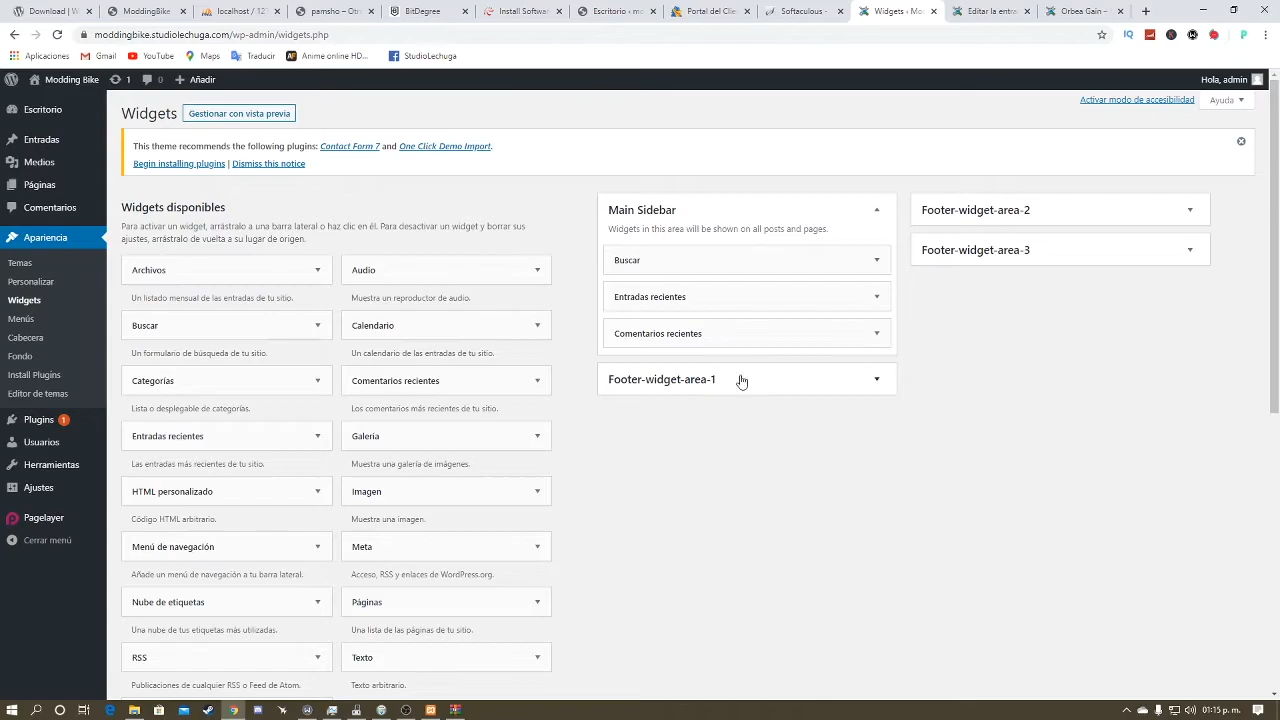 Download | W
ModdingBike
localhost / 12
pamsho – Otr
BitDegree
Install Softwar
Escritorio ‹ mo
Portal del Clie
Softaculous -
Widgets ‹ Mo
Editar la entra
Orbea Gain –
moddingbike.studiolechuga.com/wp-admin/widgets.php
Aplicaciones
Gmail
YouTube
Maps
Traducir
Anime online HD...
StudioLechuga
Modding Bike
1
0
Añadir
Hola, admin
Escritorio
Entradas
Medios
Páginas
Comentarios
Apariencia
Temas
Personalizar
Widgets
Menús
Cabecera
Fondo
Install Plugins
Editor de temas
Plugins 1
Usuarios
Herramientas
Ajustes
Pagelayer
Cerrar menú
Activar modo de accesibilidad
Ayuda
Widgets
Gestionar con vista previa
This theme recommends the following plugins: Contact Form 7 and One Click Demo Import.
Begin installing plugins | Dismiss this notice
Widgets disponibles
Para activar un widget, arrástralo a una barra lateral o haz clic en él. Para desactivar un widget y borrar sus
ajustes, arrástralo de vuelta a su lugar de origen.
Archivos
Audio
Un listado mensual de las entradas de tu sitio.
Muestra un reproductor de audio.
Buscar
Calendario
Un formulario de búsqueda de tu sitio.
Un calendario de las entradas de tu sitio.
Categorías
Comentarios recientes
Lista o desplegable de categorías.
Los comentarios más recientes de tu sitio.
Entradas recientes
Galería
Las entradas más recientes de tu sitio.
Muestra una galería de imágenes.
HTML personalizado
Imagen
Código HTML arbitrario.
Muestra una imagen.
Menú de navegación
Meta
Añade un menú de navegación a tu barra lateral.
Acceso, RSS y enlaces de WordPress.org.
Nube de etiquetas
Páginas
Una nube de tus etiquetas más utilizadas.
Una lista de las páginas de tu sitio.
RSS
Texto
Publicaciones de cualquier RSS o Feed de Atom.
Texto arbitrario.
Main Sidebar
Widgets in this area will be shown on all posts and pages.
Buscar
Entradas recientes
Comentarios recientes
Footer-widget-area-1
Footer-widget-area-2
Footer-widget-area-3
01:15 p. m.